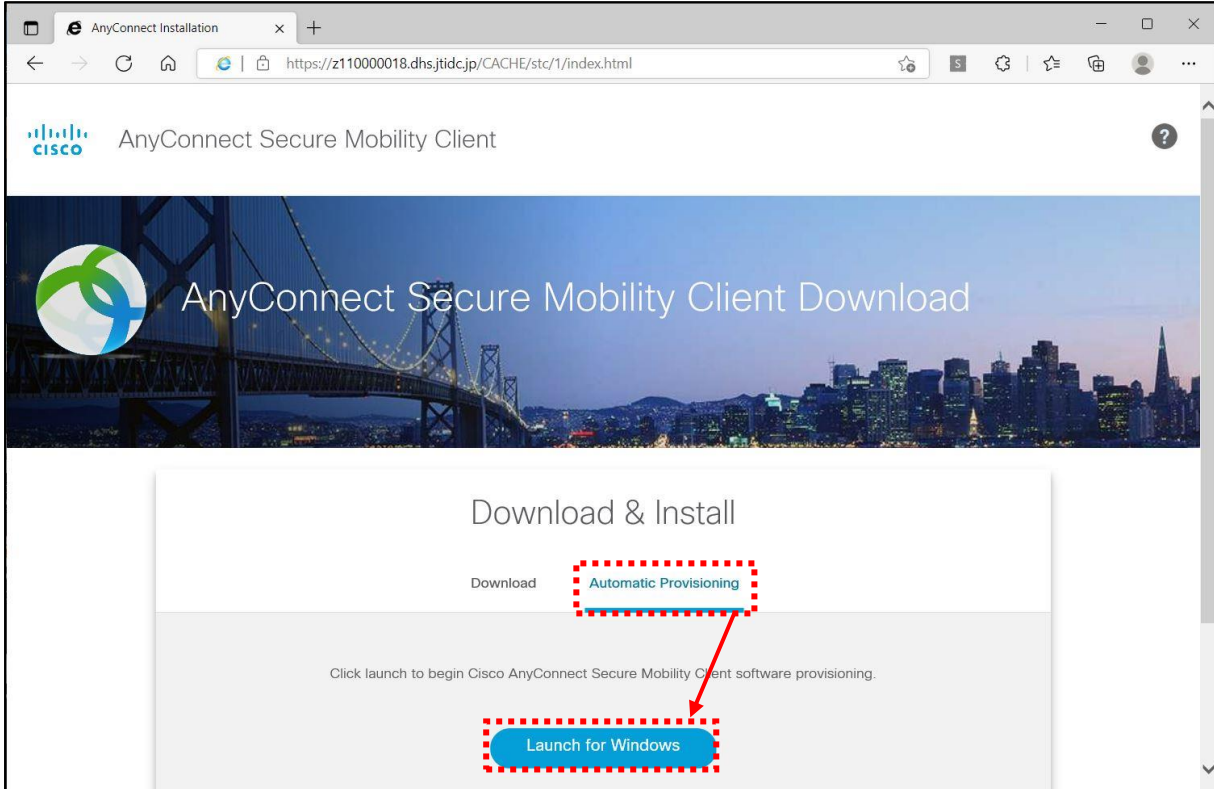 AnyConnect Installation
https://z110000018.dhs.jtidc.jp/CACHE/stc/1/index.html
S
CISCO
AnyConnect Secure Mobility Client
?
AnyConnect Secure Mobility Client Download
Download & Install
Download
Automatic Provisioning
Click launch to begin Cisco AnyConnect Secure Mobility Client software provisioning.
Launch for Windows